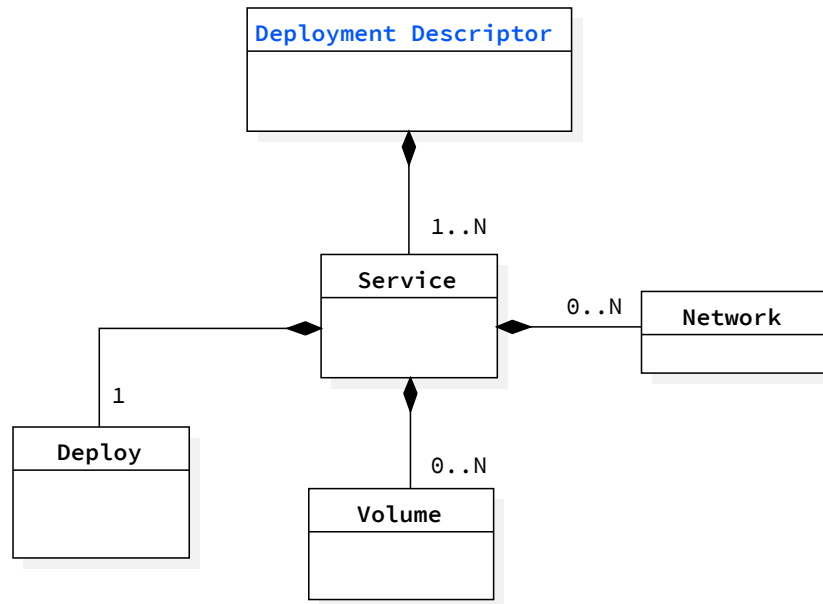 Deployment Descriptor
1..N
Service
0..N
Network
1
Deploy
0..N
Volume